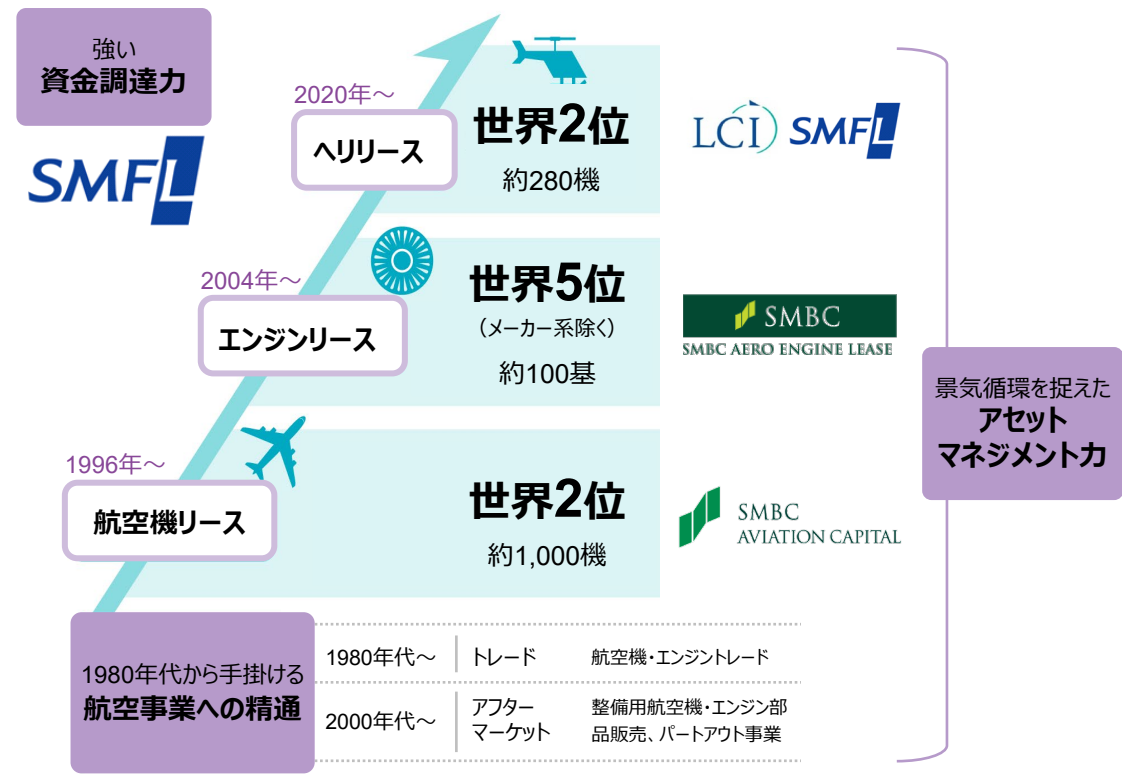 強い
資金調達力
SMFL
2020年～
ヘリリース
世界2位
約280機
LCI SMFL
2004年～
エンジンリース
世界5位
（メーカー系除く）
約100基
SMBC
SMBC AERO ENGINE LEASE
1996年～
航空機リース
世界2位
約1,000機
SMBC
AVIATION CAPITAL
景気循環を捉えた
アセット
マネジメント力
1980年代から手掛ける
航空事業への精通
1980年代～ トレード 航空機・エンジントレード
2000年代～ アフター
マーケット
整備用航空機・エンジン部
品販売、パートアウト事業